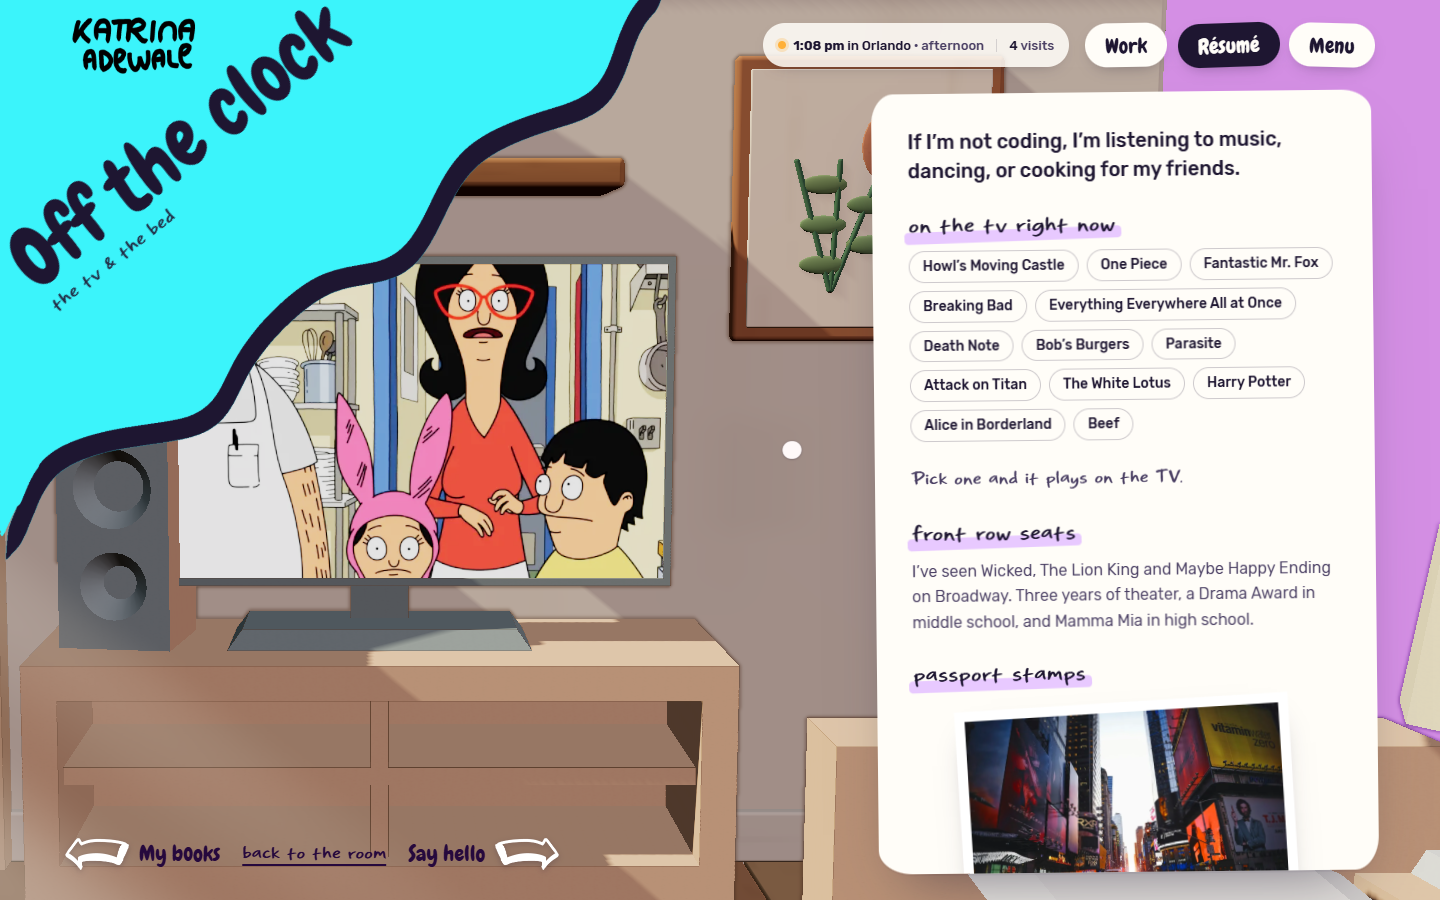 KATRINA
ADEWALE
Off the clock
the tv & the bed
1:08 pm in Orlando • afternoon
4 visits
Work
Résumé
Menu
If I’m not coding, I’m listening to music,
dancing, or cooking for my friends.
on the tv right now
Howl’s Moving Castle
One Piece
Fantastic Mr. Fox
Breaking Bad
Everything Everywhere All at Once
Death Note
Bob’s Burgers
Parasite
Attack on Titan
The White Lotus
Harry Potter
Alice in Borderland
Beef
Pick one and it plays on the TV.
front row seats
I’ve seen Wicked, The Lion King and Maybe Happy Ending
on Broadway. Three years of theater, a Drama Award in
middle school, and Mamma Mia in high school.
passport stamps
My books
back to the room
Say hello